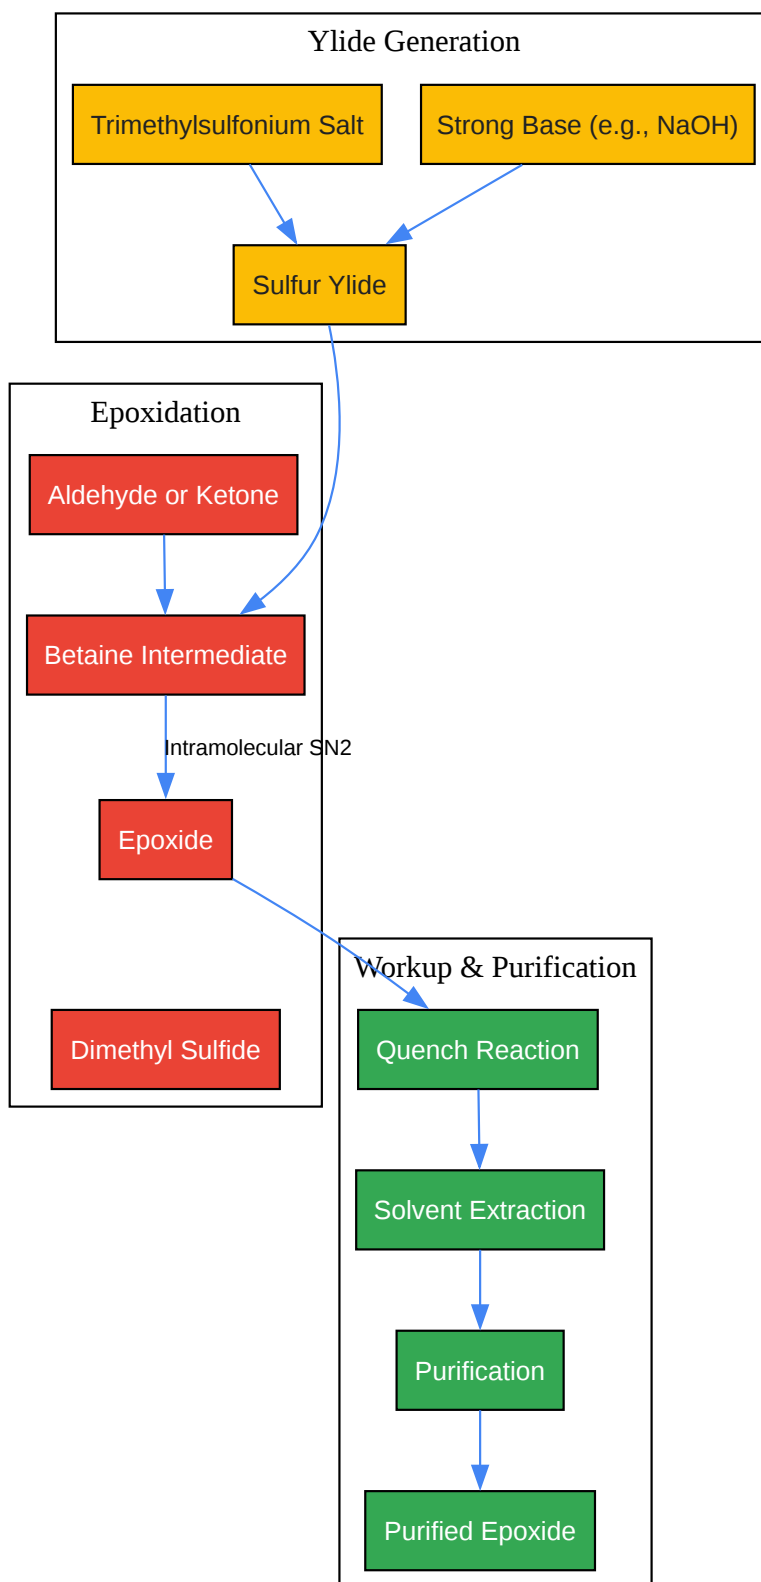 Ylide Generation
Trimethylsulfonium Salt
Strong Base (e.g., NaOH)
Sulfur Ylide
Epoxidation
Aldehyde or Ketone
Betaine Intermediate
Intramolecular SN2
Epoxide
Dimethyl Sulfide
Workup & Purification
Quench Reaction
Solvent Extraction
Purification
Purified Epoxide